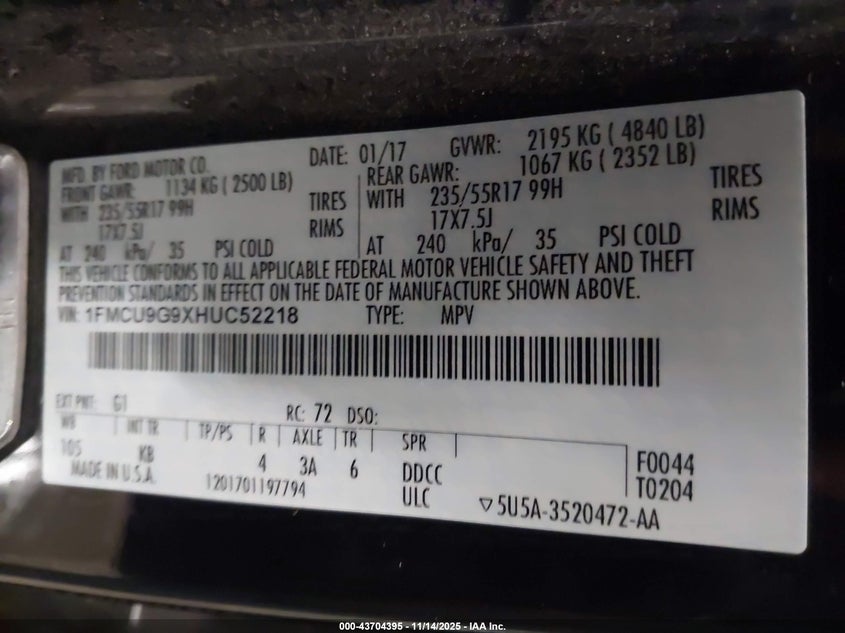 MFD. BY FORD MOTOR CO. DATE: 01/17 GVWR: 2195 KG ( 4840 LB)
FRONT GAWR: 1134 KG ( 2500 LB) REAR GAWR: 1067 KG ( 2352 LB)
WITH 235/55R17 99H TIRES WITH 235/55R17 99H TIRES
17X7.5J RIMS 17X7.5J RIMS
AT 240 kPa/ 35 PSI COLD AT 240 kPa/ 35 PSI COLD
THIS VEHICLE CONFORMS TO ALL APPLICABLE FEDERAL MOTOR VEHICLE SAFETY AND THEFT
PREVENTION STANDARDS IN EFFECT ON THE DATE OF MANUFACTURE SHOWN ABOVE.
VIN: 1FMCU9G9XHUC52218 TYPE: MPV
EXT PNT: G1 RC: 72 DSO:
WB INT TR TP/PS R AXLE TR SPR
105 KB 4 3A 6 DDCC F0044
MADE IN U.S.A. 1201701197794 ULC T0204
▽5U5A-3520472-AA
000-43704395 - 11/14/2025 - IAA Inc.